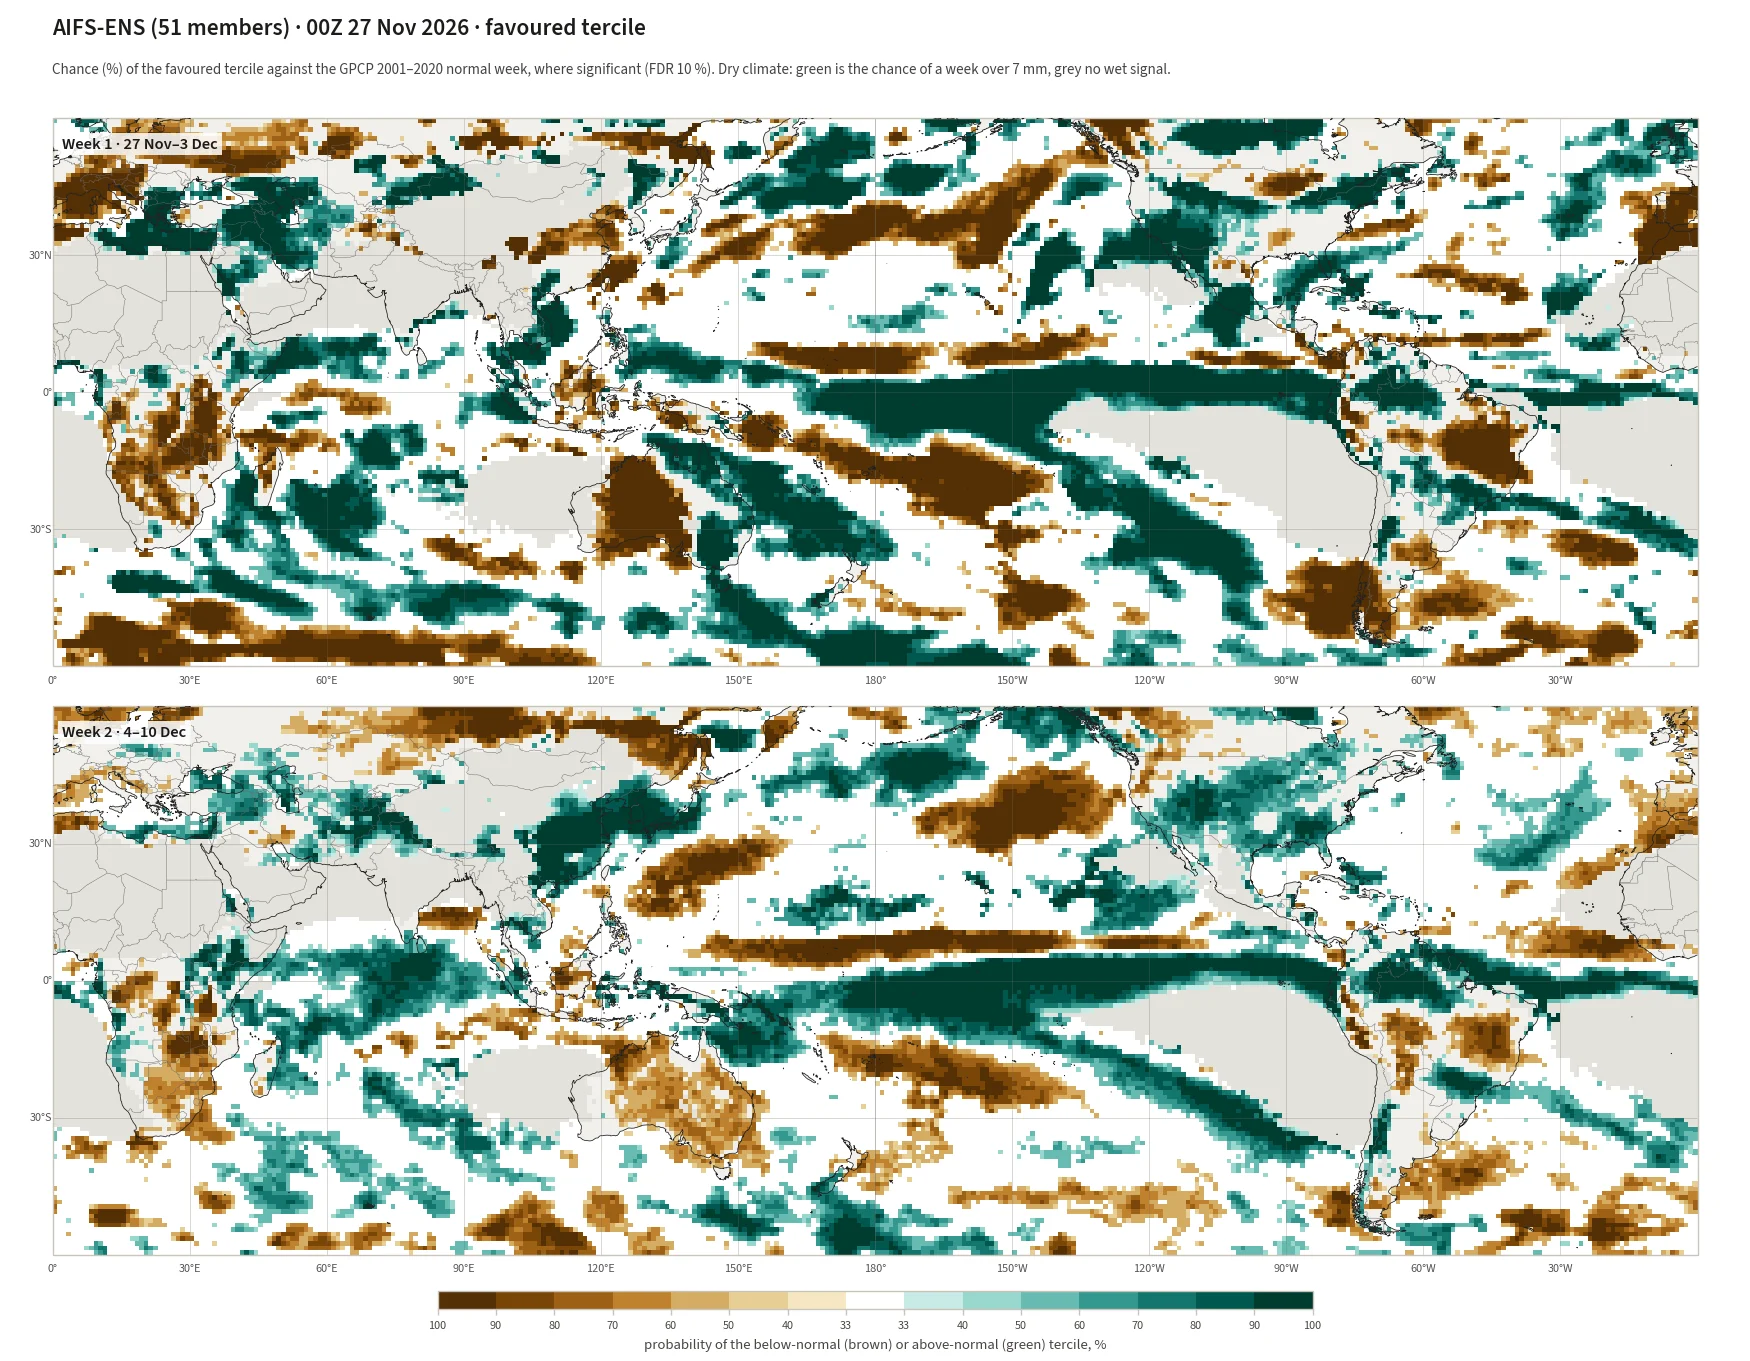 AIFS-ENS (51 members) · 00Z 27 Nov 2026 · favoured tercile
Chance (%) of the favoured tercile against the GPCP 2001–2020 normal week, where significant (FDR 10 %). Dry climate: green is the chance of a week over 7 mm, grey no wet signal.
Week 1 · 27 Nov–3 Dec
30°N
0°
30°S
0° 30°E 60°E 90°E 120°E 150°E 180° 150°W 120°W 90°W 60°W 30°W
Week 2 · 4–10 Dec
30°N
0°
30°S
0° 30°E 60°E 90°E 120°E 150°E 180° 150°W 120°W 90°W 60°W 30°W
100 90 80 70 60 50 40 33 33 40 50 60 70 80 90 100
probability of the below-normal (brown) or above-normal (green) tercile, %